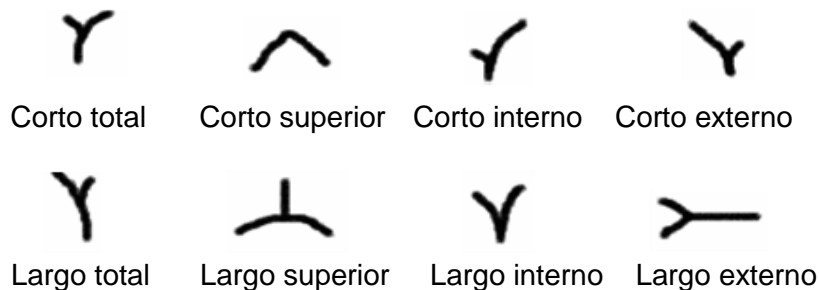 Corto total Corto superior Corto interno Corto externo
Largo total Largo superior Largo interno Largo externo